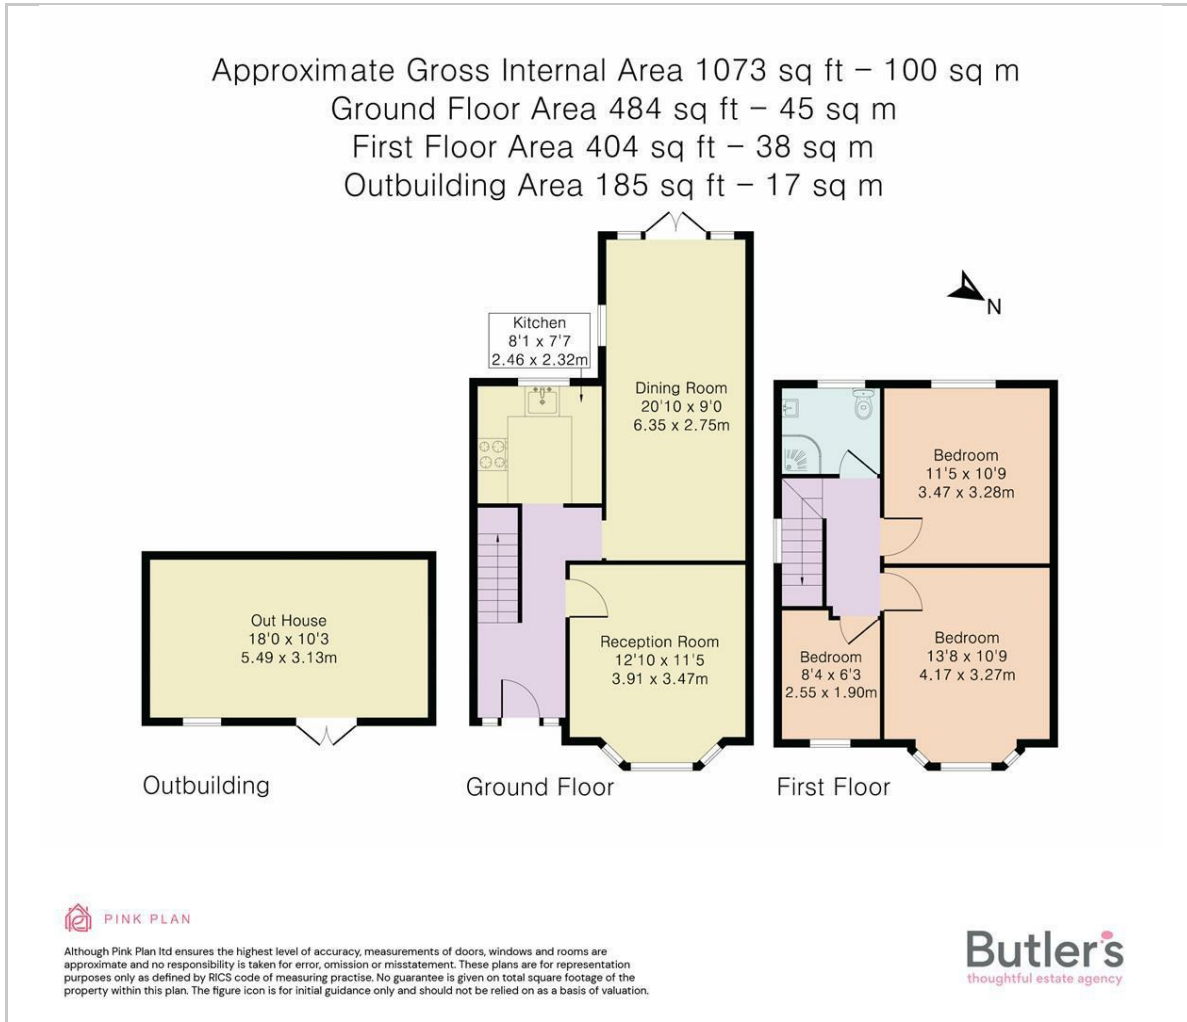 Approximate Gross Internal Area 1073 sq ft – 100 sq m
Ground Floor Area 484 sq ft – 45 sq m
First Floor Area 404 sq ft – 38 sq m
Outbuilding Area 185 sq ft – 17 sq m
N
Kitchen
8'1 x 7'7
2.46 x 2.32m
Dining Room
20'10 x 9'0
6.35 x 2.75m
Bedroom
11'5 x 10'9
3.47 x 3.28m
Out House
18'0 x 10'3
5.49 x 3.13m
Reception Room
12'10 x 11'5
3.91 x 3.47m
Bedroom
8'4 x 6'3
2.55 x 1.90m
Bedroom
13'8 x 10'9
4.17 x 3.27m
Outbuilding
Ground Floor
First Floor
PINK PLAN
Although Pink Plan ltd ensures the highest level of accuracy, measurements of doors, windows and rooms are
approximate and no responsibility is taken for error, omission or misstatement. These plans are for representation
purposes only as defined by RICS code of measuring practise. No guarantee is given on total square footage of the
property within this plan. The figure icon is for initial guidance only and should not be relied on as a basis of valuation.
Butler's
thoughtful estate agency